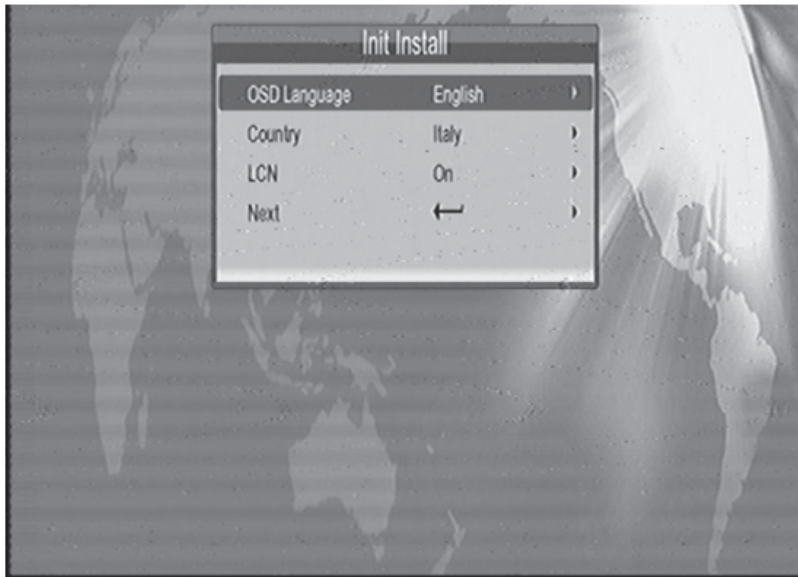 Init Install
OSD Language English
Country Italy
LCN On
Next